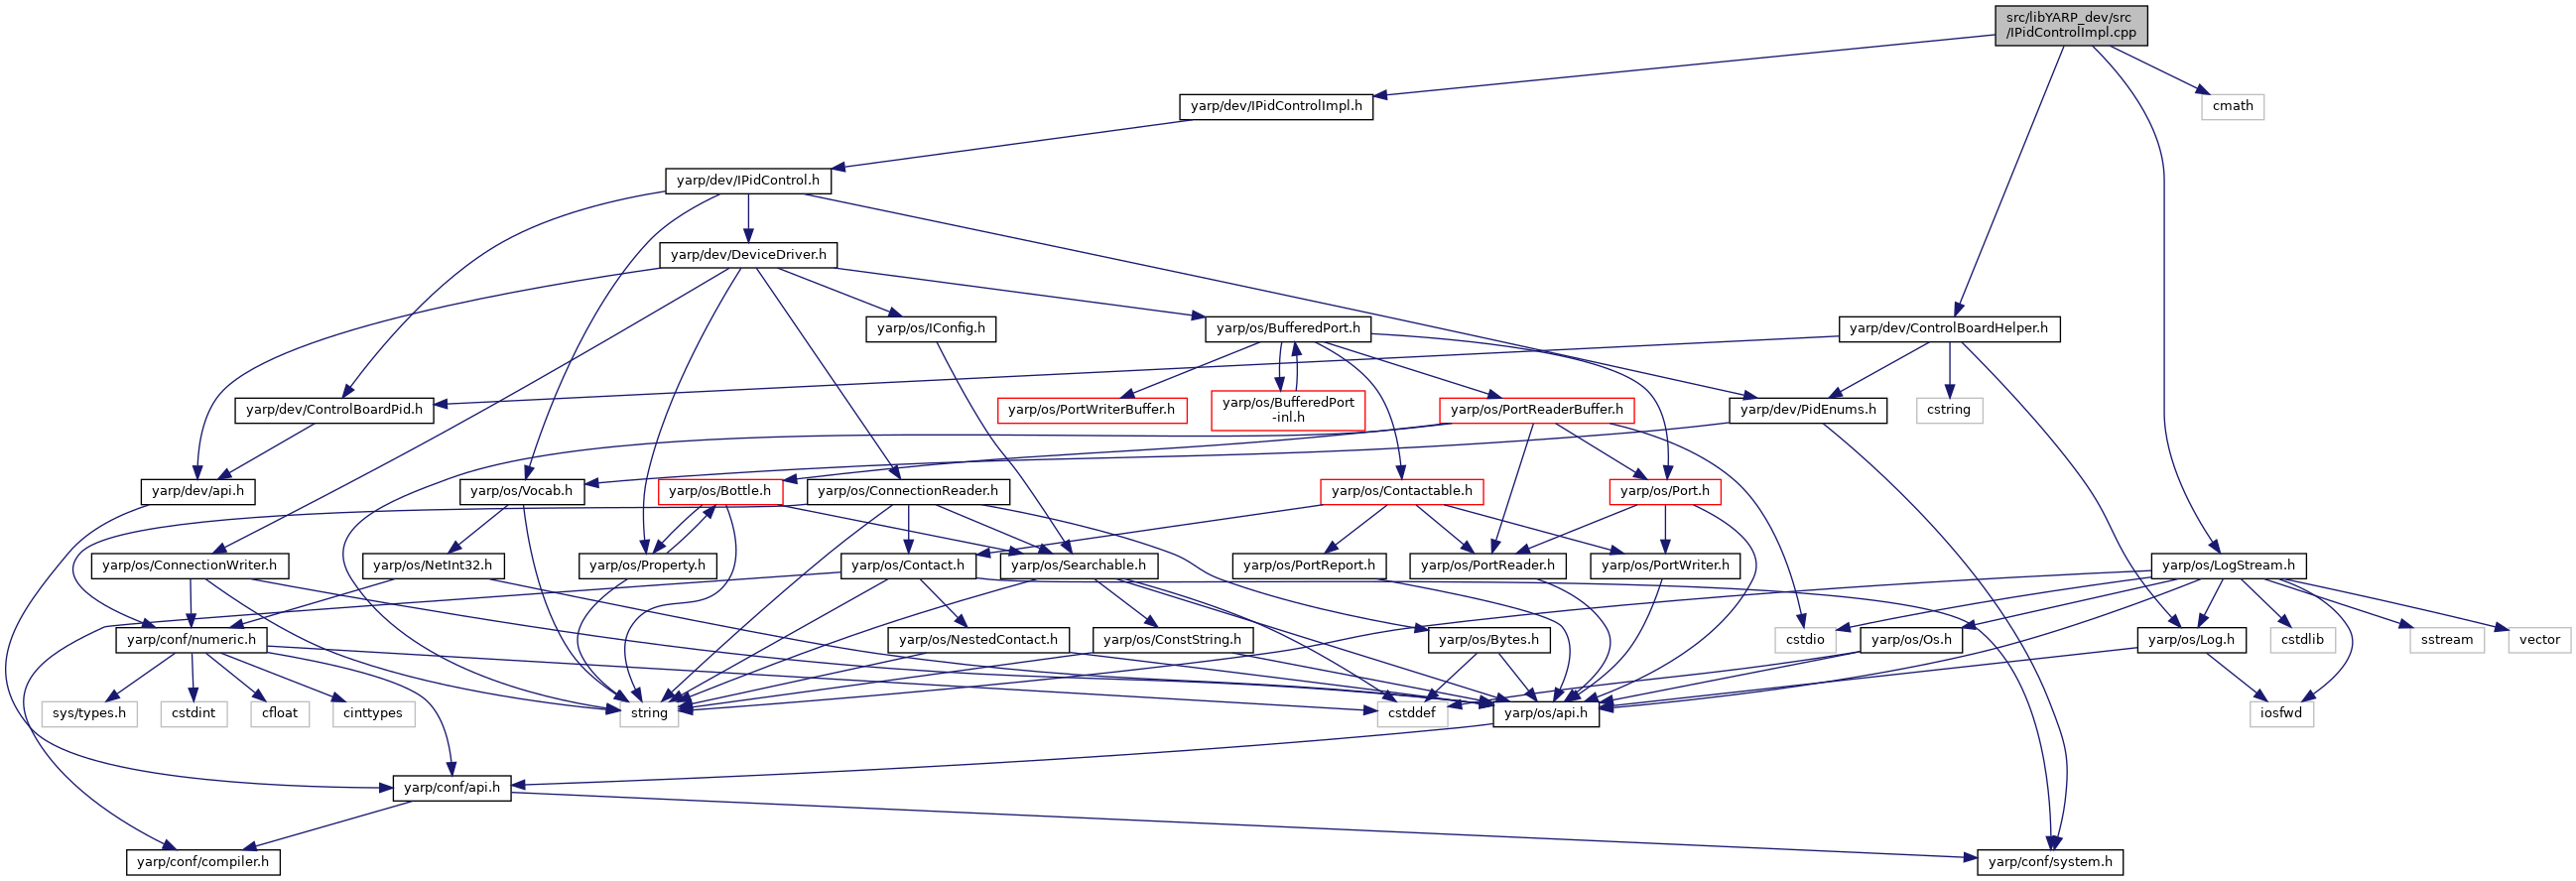 src/libYARP_dev/src
/IPidControlImpl.cpp
yarp/dev/IPidControlImpl.h
cmath
yarp/dev/IPidControl.h
yarp/dev/DeviceDriver.h
yarp/os/IConfig.h
yarp/os/BufferedPort.h
yarp/dev/ControlBoardHelper.h
yarp/dev/ControlBoardPid.h
yarp/os/PortWriterBuffer.h
yarp/os/BufferedPort
-inl.h
yarp/os/PortReaderBuffer.h
yarp/dev/PidEnums.h
cstring
yarp/dev/api.h
yarp/os/Vocab.h
yarp/os/Bottle.h
yarp/os/ConnectionReader.h
yarp/os/Contactable.h
yarp/os/Port.h
yarp/os/ConnectionWriter.h
yarp/os/NetInt32.h
yarp/os/Property.h
yarp/os/Contact.h
yarp/os/Searchable.h
yarp/os/PortReport.h
yarp/os/PortReader.h
yarp/os/PortWriter.h
yarp/os/LogStream.h
yarp/conf/numeric.h
yarp/os/NestedContact.h
yarp/os/ConstString.h
yarp/os/Bytes.h
cstdio
yarp/os/Os.h
yarp/os/Log.h
cstdlib
sstream
vector
sys/types.h
cstdint
cfloat
cinttypes
string
cstddef
yarp/os/api.h
iosfwd
yarp/conf/api.h
yarp/conf/compiler.h
yarp/conf/system.h